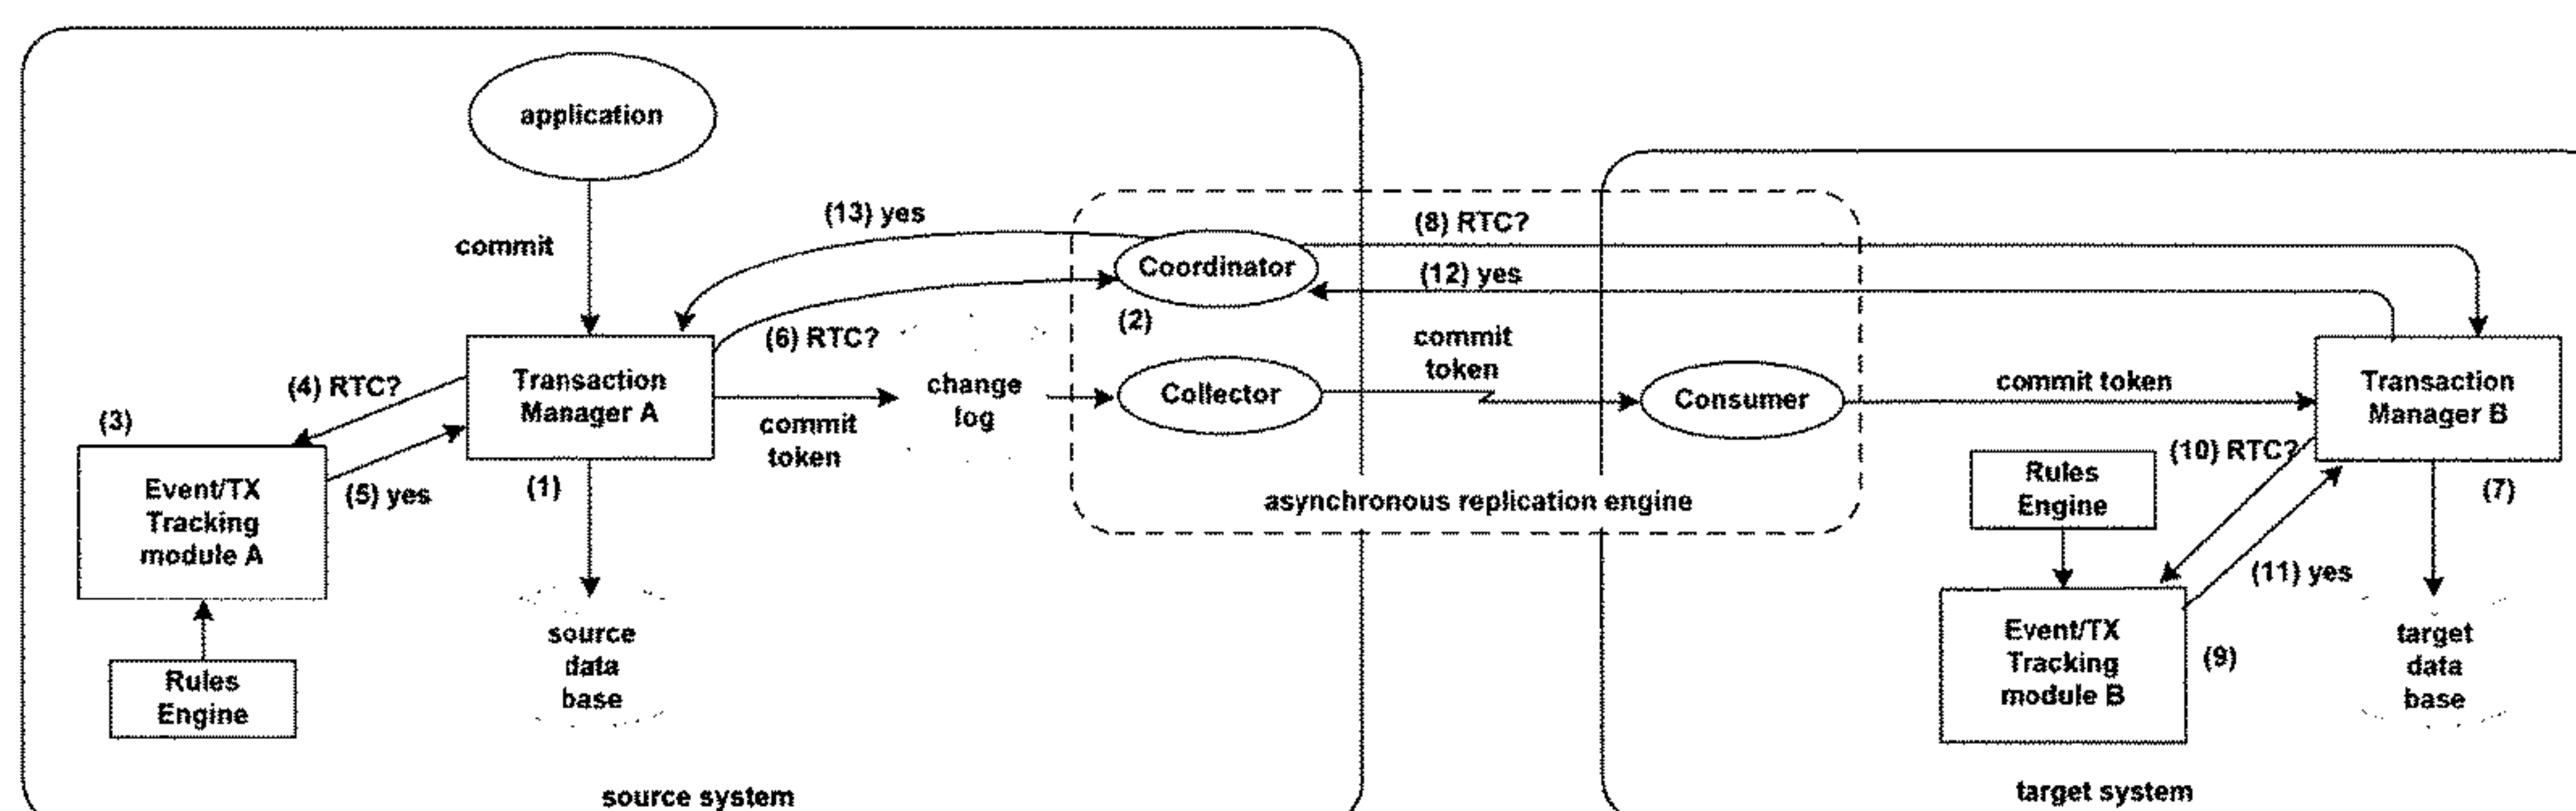 application
commit
(13) yes
(8) RTC?
Coordinator
(12) yes
(2)
(6) RTC?
commit
token
Transaction
Manager A
(4) RTC?
(3)
change
log
Collector
Consumer
commit token
Transaction
Manager B
commit
token
(5) yes
(1)
Event/TX
Tracking
module A
asynchronous replication engine
Rules
Engine
(10) RTC?
(7)
(11) yes
Event/TX
Tracking
module B
(9)
source
data
base
target
data
base
Rules
Engine
source system
target system